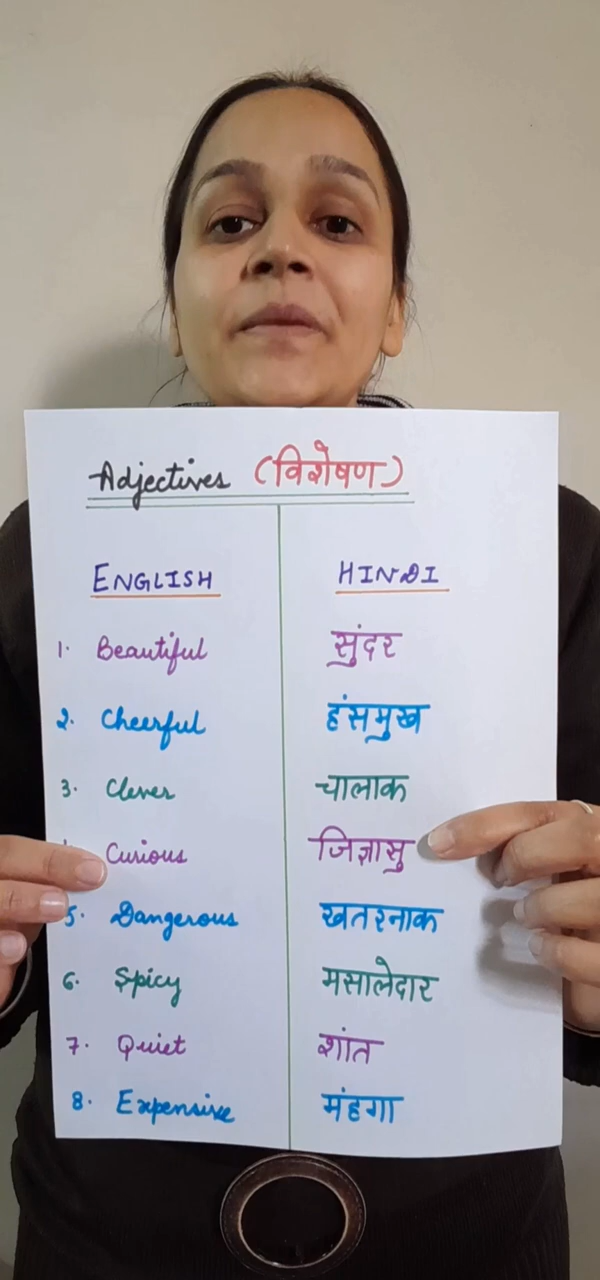 Adjectives (विशेषण)
ENGLISH HINDI
1. Beautiful सुंदर
2. Cheerful हंसमुख
3. Clever चालाक
Curious जिज्ञासु
5. Dangerous खतरनाक
6. Spicy मसालेदार
7. Quiet शांत
8. Expensive मंहगा